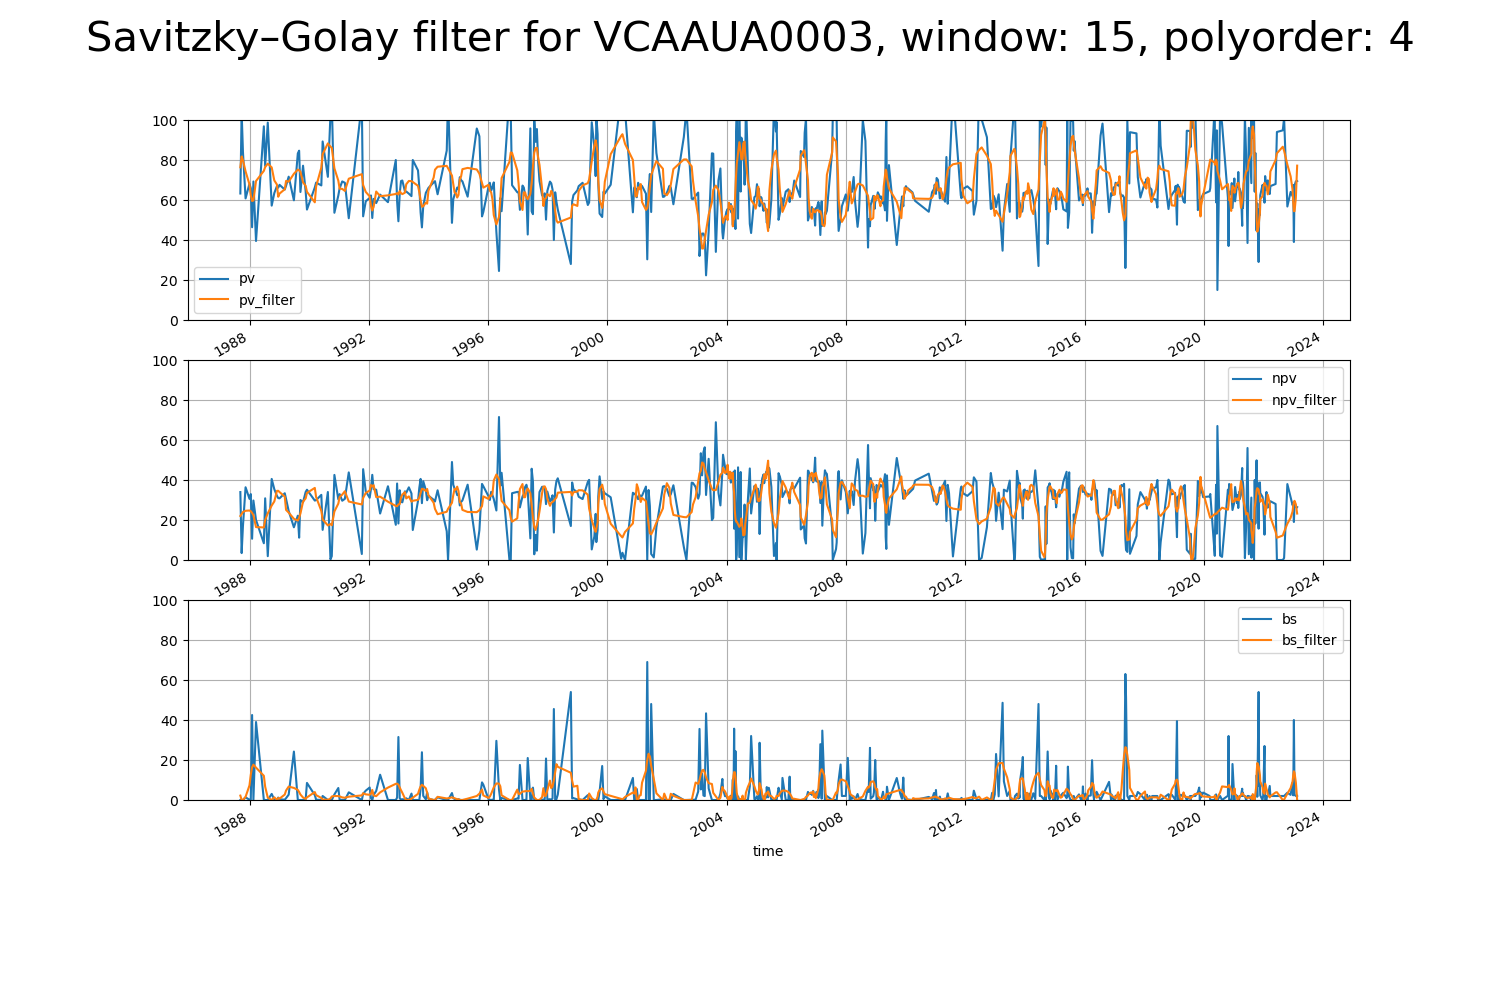 Savitzky–Golay filter for VCAAUA0003, window: 15, polyorder: 4
100
80
60
40
20
0
pv
pv_filter
1988 1992 1996 2000 2004 2008 2012 2016 2020 2024
100
80
60
40
20
0
npv
npv_filter
1988 1992 1996 2000 2004 2008 2012 2016 2020 2024
100
80
60
40
20
0
bs
bs_filter
1988 1992 1996 2000 2004 2008 2012 2016 2020 2024
time